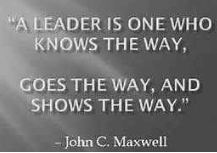 “A LEADER IS ONE WHO
KNOWS THE WAY,
GOES THE WAY, AND
SHOWS THE WAY.”
– John C. Maxwell